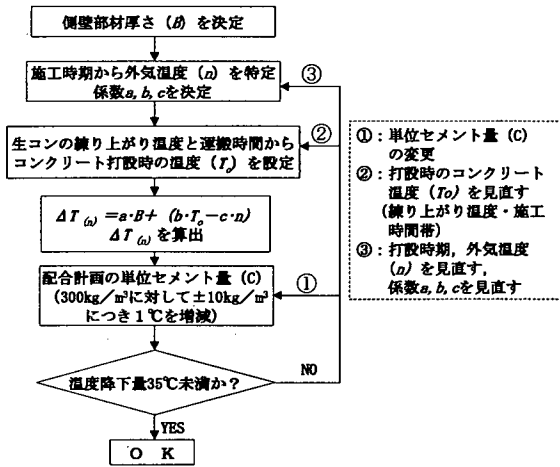 側壁部材厚さ（B）を決定
施工時期から外気温度（n）を特定
係数a, b, cを決定
③
生コンの練り上がり温度と運搬時間から
コンクリート打設時の温度（To）を設定
②
ΔT(n)＝a・B＋（b・To－c・n）
ΔT(n)を算出
配合計画の単位セメント量（C）
（300kg／m³に対して±10kg／m³
につき１℃を増減）
①
温度降下量35℃未満か？
NO
YES
Ｏ Ｋ
①：単位セメント量（C）
の変更
②：打設時のコンクリート
温度（To）を見直す
（練り上がり温度・施工
時間帯）
③：打設時期，外気温度
（n）を見直す，
係数a, b, cを見直す